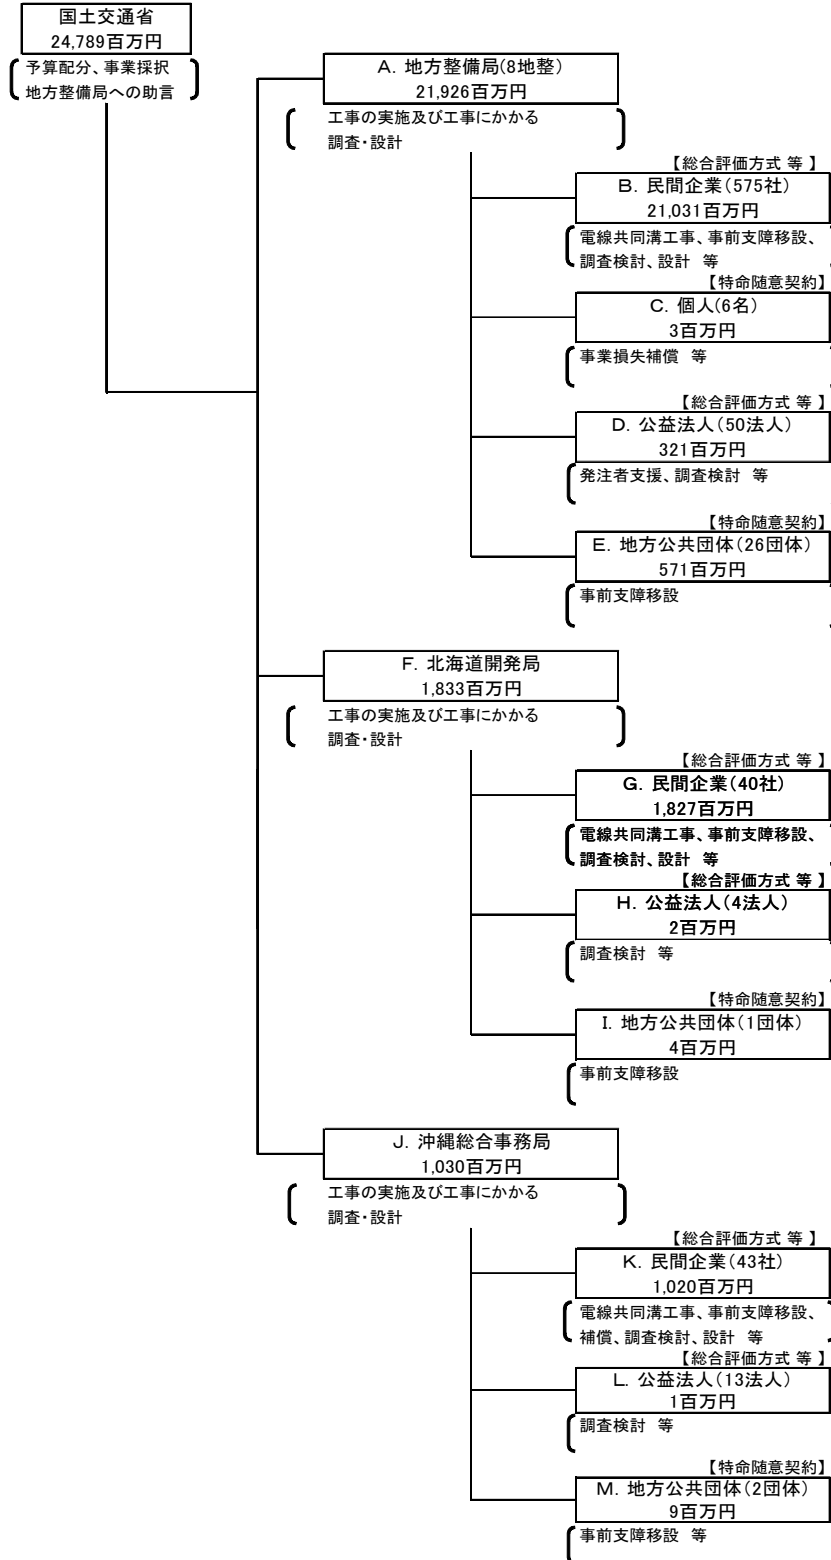 国土交通省
24,789百万円
予算配分、事業採択
地方整備局への助言
A. 地方整備局(8地整)
21,926百万円
工事の実施及び工事にかかる
調査・設計
【総合評価方式 等 】
B. 民間企業(575社)
21,031百万円
電線共同溝工事、事前支障移設、
調査検討、設計 等
【特命随意契約】
C. 個人(6名)
3百万円
事業損失補償 等
【総合評価方式 等 】
D. 公益法人(50法人)
321百万円
発注者支援、調査検討 等
【特命随意契約】
E. 地方公共団体(26団体)
571百万円
事前支障移設
F. 北海道開発局
1,833百万円
工事の実施及び工事にかかる
調査・設計
【総合評価方式 等 】
G. 民間企業(40社)
1,827百万円
電線共同溝工事、事前支障移設、
調査検討、設計 等
【総合評価方式 等 】
H. 公益法人(4法人)
2百万円
調査検討 等
【特命随意契約】
I. 地方公共団体(1団体)
4百万円
事前支障移設
J. 沖縄総合事務局
1,030百万円
工事の実施及び工事にかかる
調査・設計
【総合評価方式 等 】
K. 民間企業(43社)
1,020百万円
電線共同溝工事、事前支障移設、
補償、調査検討、設計 等
【総合評価方式 等 】
L. 公益法人(13法人)
1百万円
調査検討 等
【特命随意契約】
M. 地方公共団体(2団体)
9百万円
事前支障移設 等